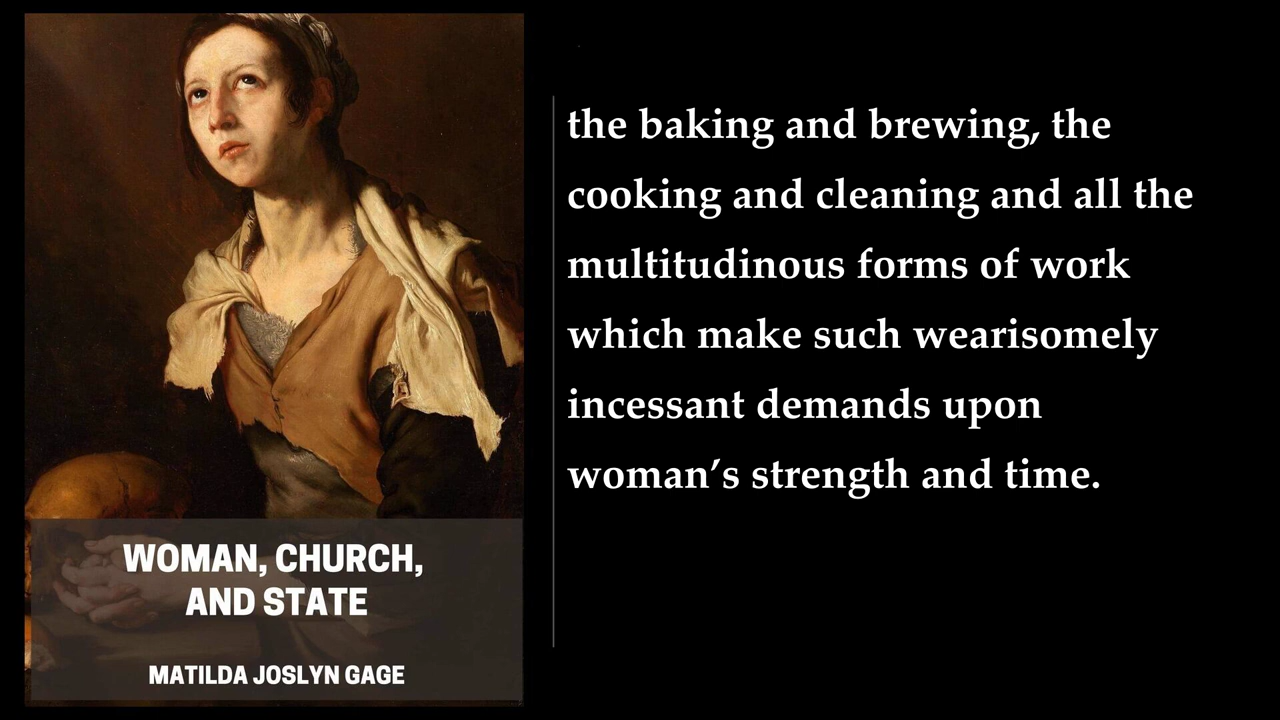 the baking and brewing, the
cooking and cleaning and all the
multitudinous forms of work
which make such wearisomely
incessant demands upon
woman’s strength and time.
WOMAN, CHURCH,
AND STATE
MATILDA JOSLYN GAGE